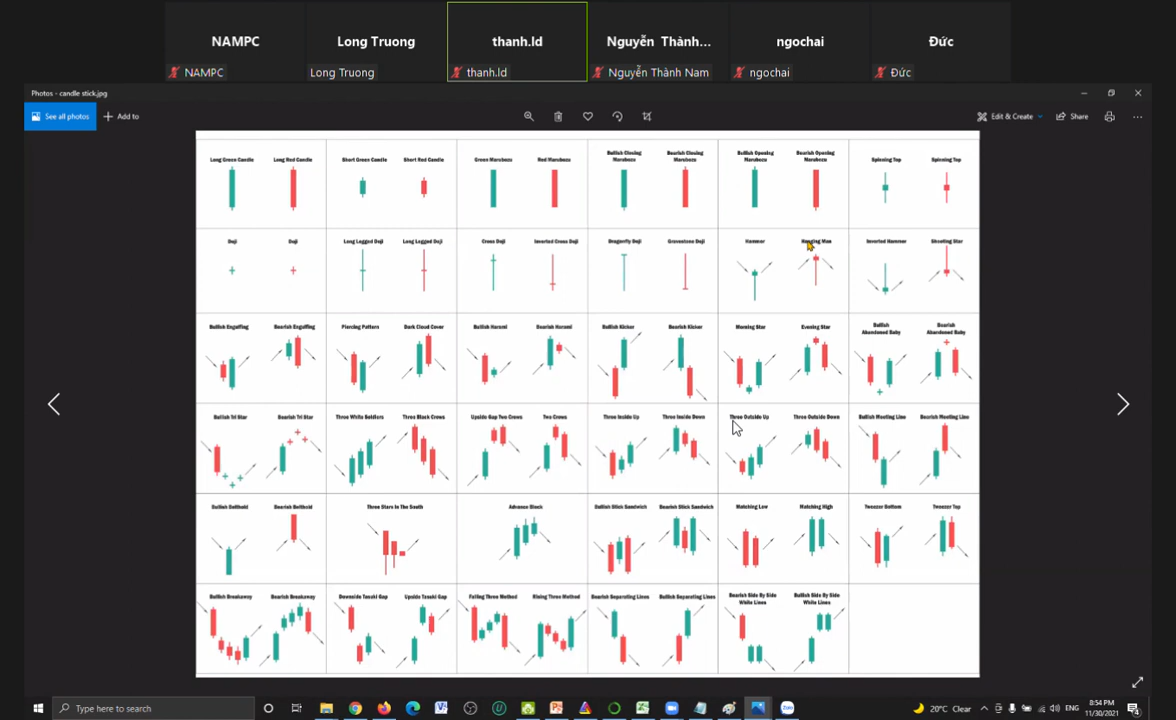 NAMPC
Long Truong
thanh.ld
Nguyễn Thành...
ngochai
Đức
NAMPC
Long Truong
thanh.ld
Nguyễn Thành Nam
ngochai
Đức
Photos - candle stick.jpg
See all photos
Add to
Edit & Create
Share
Long Green Candle
Long Red Candle
Short Green Candle
Short Red Candle
Green Marubozu
Red Marubozu
Bullish Closing
Marubozu
Bearish Closing
Marubozu
Bullish Opening
Marubozu
Bearish Opening
Marubozu
Spinning Top
Spinning Top
Doji
Doji
Long Legged Doji
Long Legged Doji
Cross Doji
Inverted Cross Doji
Dragonfly Doji
Gravestone Doji
Hammer
Hanging Man
Inverted Hammer
Shooting Star
Bullish Engulfing
Bearish Engulfing
Piercing Pattern
Dark Cloud Cover
Bullish Harami
Bearish Harami
Bullish Kicker
Bearish Kicker
Morning Star
Evening Star
Bullish
Abandoned Baby
Bearish
Abandoned Baby
Bullish Tri Star
Bearish Tri Star
Three White Soldiers
Three Black Crows
Upside Gap Two Crows
Two Crows
Three Inside Up
Three Inside Down
Three Outside Up
Three Outside Down
Bullish Meeting Line
Bearish Meeting Line
Bullish Belthold
Bearish Belthold
Three Stars In The South
Advance Block
Bullish Stick Sandwich
Bearish Stick Sandwich
Matching Low
Matching High
Tweezer Bottom
Tweezer Top
Bullish Breakaway
Bearish Breakaway
Downside Tasuki Gap
Upside Tasuki Gap
Falling Three Method
Rising Three Method
Bearish Separating Lines
Bullish Separating Lines
Bearish Side By Side
White Lines
Bullish Side By Side
White Lines
Type here to search
20°C Clear
ENG
8:54 PM
11/30/2021
4